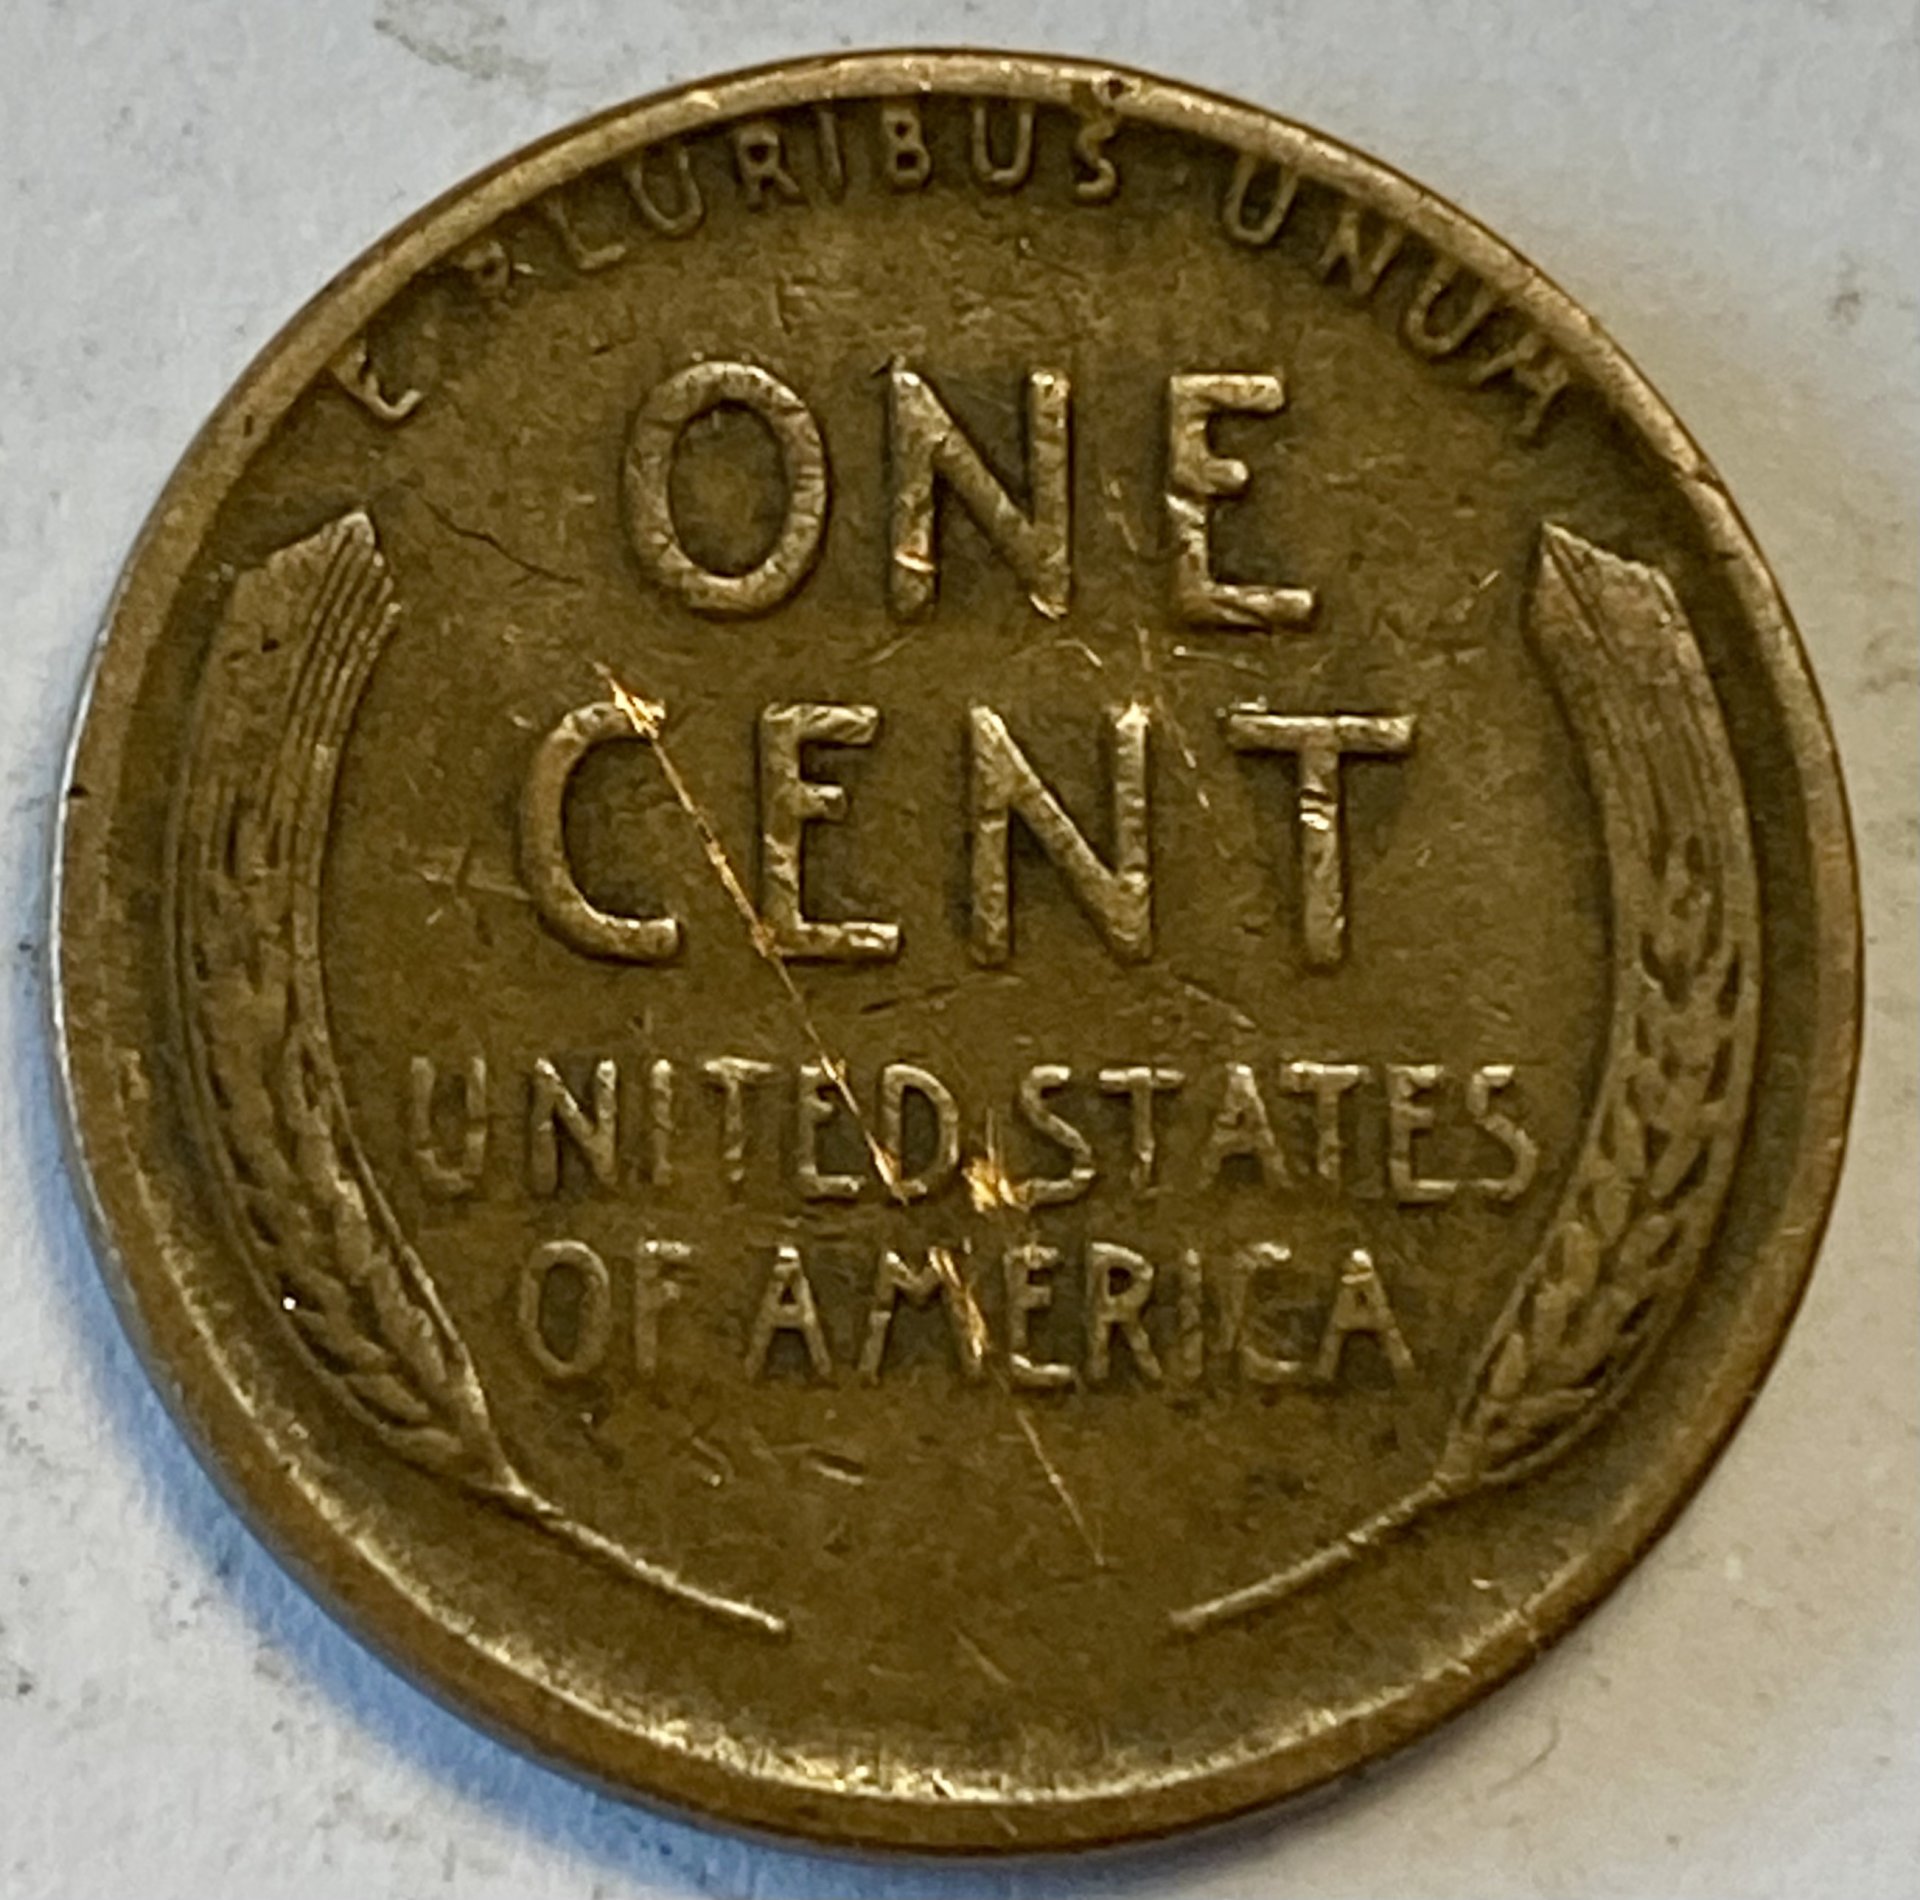 E·PLURIBUS·UNUM
ONE
CENT
UNITED STATES
OF AMERICA